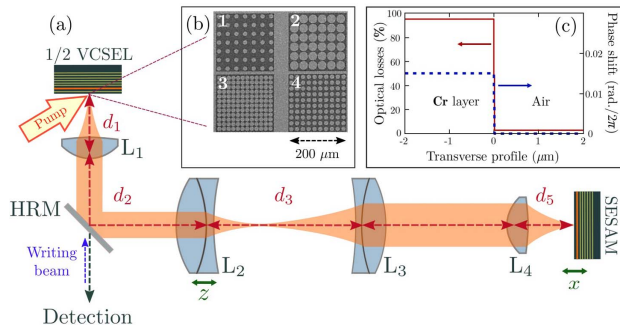 (a)
1/2 VCSEL
Pump
d1
L1
d2
HRM
Writing
beam
Detection
L2
z
d3
L3
L4
d5
SESAM
x
(b)
1
2
3
4
200 μm
(c)
Optical losses (%)
100
80
60
40
20
0
Cr layer
Air
-2
-1
0
1
2
Transverse profile (μm)
0.02
0.01
0
Phase shift (rad./2π)